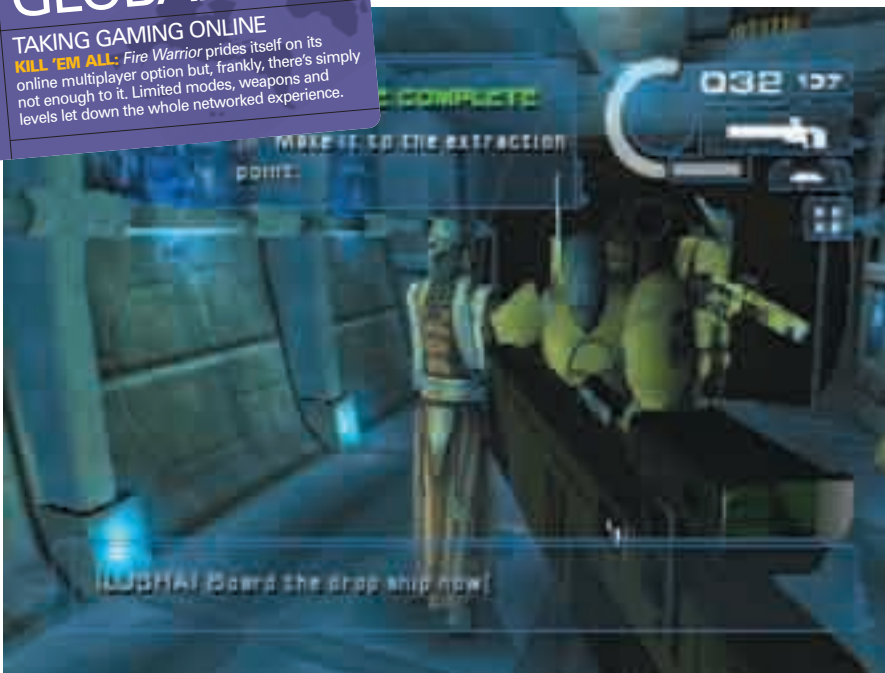 TAKING GAMING ONLINE
KILL 'EM ALL: Fire Warrior prides itself on its
online multiplayer option but, frankly, there's simply
not enough to it. Limited modes, weapons and
levels let down the whole networked experience.
COMPLETE
032 137
Make it to the extraction
point.
Board the drop ship now!